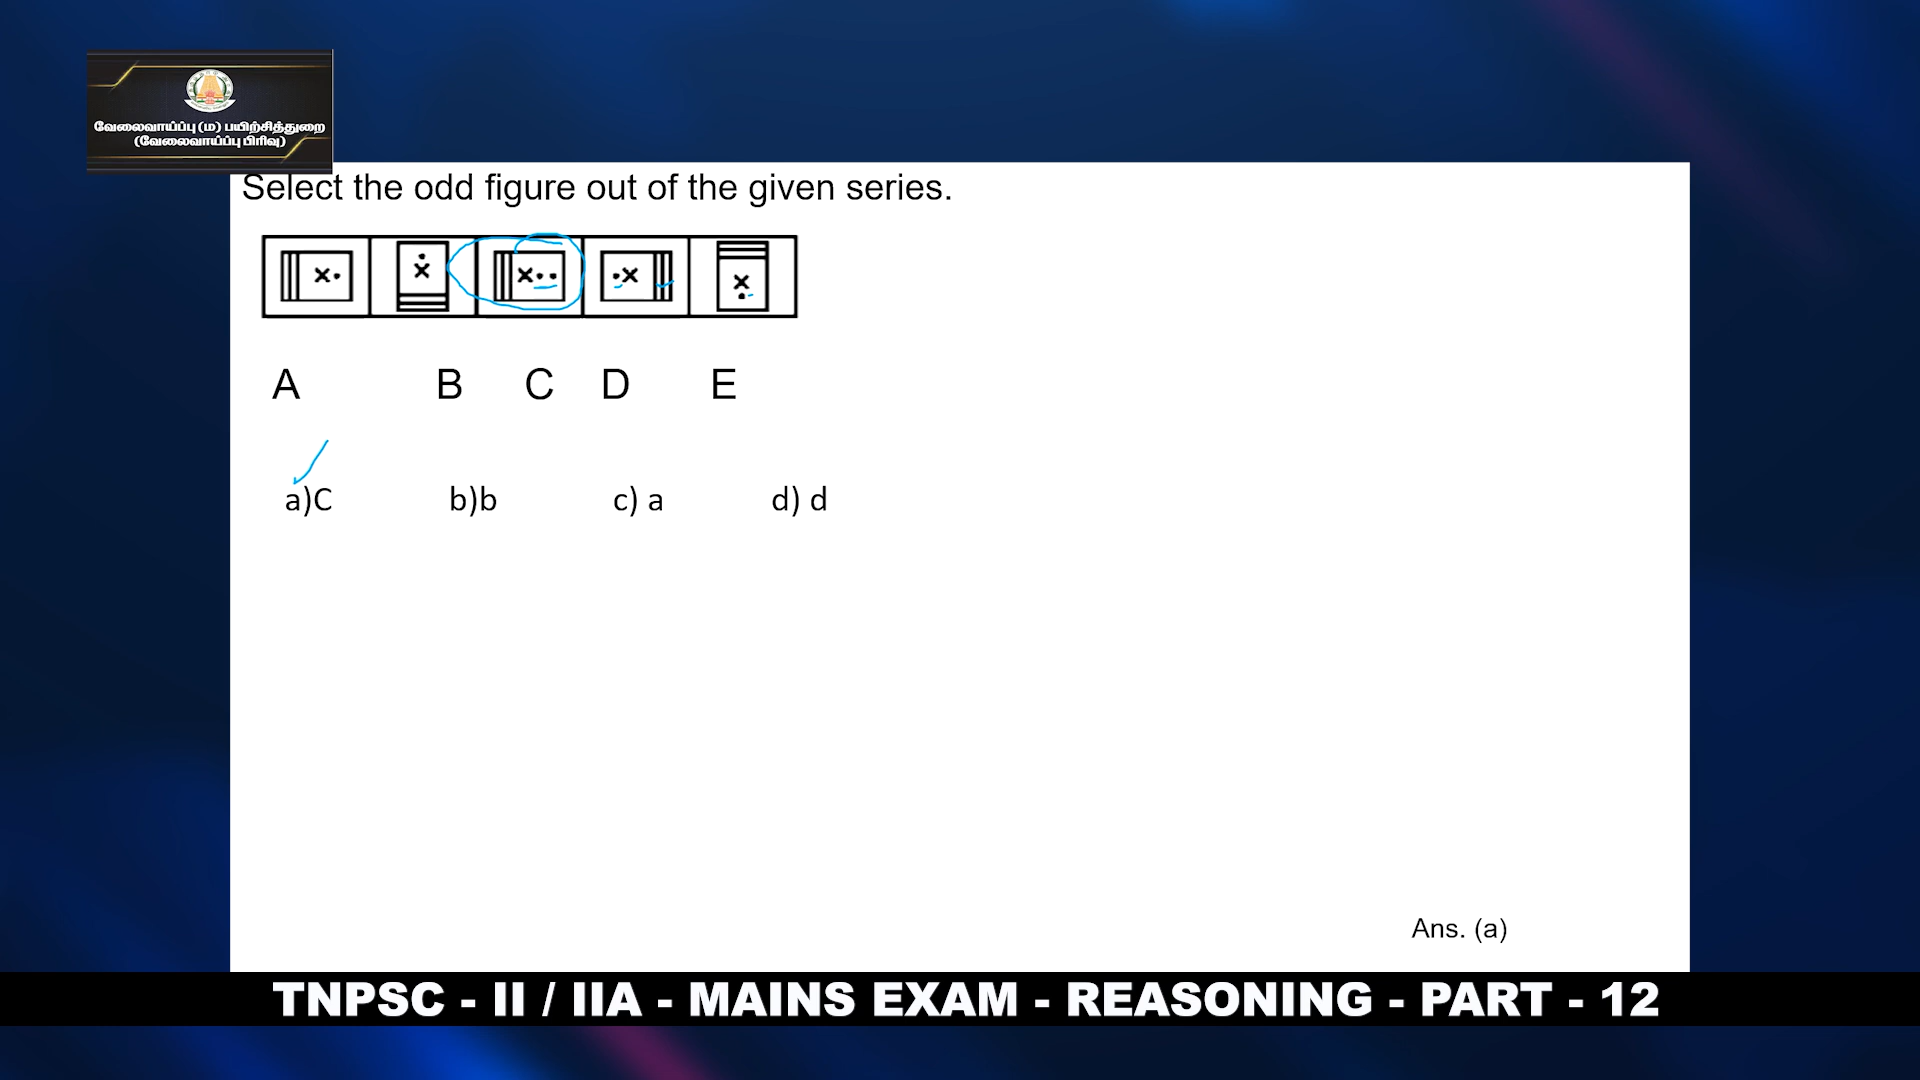 வேலைவாய்ப்பு (ம) பயிற்சித்துறை
(வேலைவாய்ப்பு பிரிவு)
Select the odd figure out of the given series.
A B C D E
a)C b)b c) a d) d
Ans. (a)
TNPSC - II / IIA - MAINS EXAM - REASONING - PART - 12